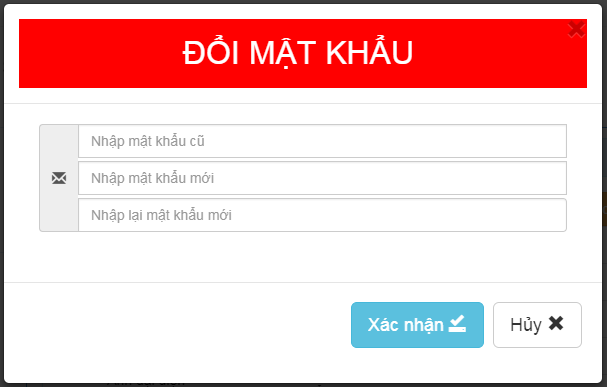 ĐỔI MẬT KHẨU
Nhập mật khẩu cũ
Nhập mật khẩu mới
Nhập lại mật khẩu mới
Xác nhận
Hủy